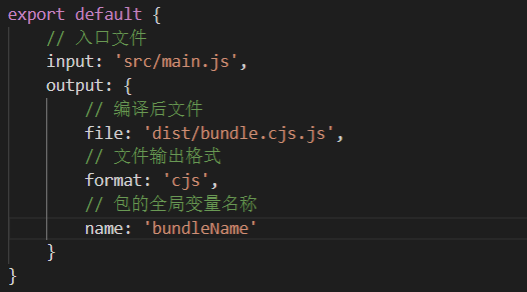 export default {
    // 入口文件
    input: 'src/main.js',
    output: {
        // 编译后文件
        file: 'dist/bundle.cjs.js',
        // 文件输出格式
        format: 'cjs',
        // 包的全局变量名称
        name: 'bundleName'
    }
}